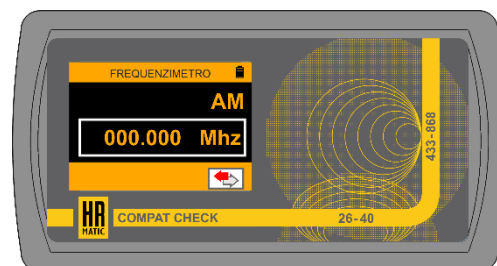 FREQUENZIMETRO
AM
000.000 Mhz
433-868
HR
MATIC
COMPAT CHECK
26-40